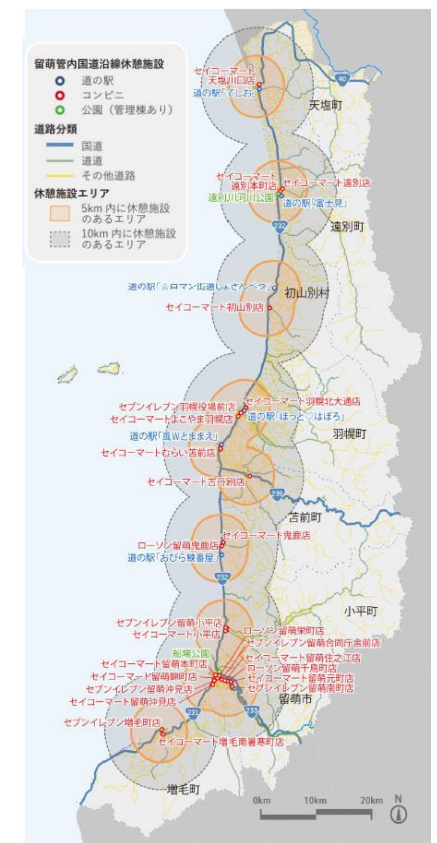 留萌管内国道沿線休憩施設
道の駅
コンビニ
公園（管理棟あり）
道路分類
国道
道道
その他道路
休憩施設エリア
5km 内に休憩施設
のあるエリア
10km 内に休憩施設
のあるエリア
セイコーマート
天塩川口店
道の駅「てしお」
40
天塩町
セイコーマート
遠別本町店
セイコーマート遠別店
遠別川河川公園
道の駅「富士見」
232
遠別町
道の駅「☆ロマン街道しょさんべつ」
初山別村
セイコーマート初山別店
セブンイレブン羽幌役場前店
セイコーマート羽幌北大通店
セイコーマートよこやま羽幌店
道の駅「ほっと♡はぼろ」
道の駅「風Wとままえ」
羽幌町
セイコーマートむらい苫前店
セイコーマート古丹別店
239
苫前町
セイコーマート鬼鹿店
ローソン留萌鬼鹿店
道の駅「おびら鰊番屋」
232
小平町
セブンイレブン留萌小平店
セイコーマート小平店
ローソン留萌栄町店
セブンイレブン留萌合同庁舎前店
船場公園
セイコーマート留萌本町店
セイコーマート留萌住之江店
ローソン留萌千鳥町店
セイコーマート留萌錦町店
セイコーマート留萌元町店
セブンイレブン留萌沖見店
セブンイレブン留萌南町店
セイコーマート留萌沖見店
留萌市
セブンイレブン増毛町店
231
233
セイコーマート増毛南暑寒町店
増毛町
0km
10km
20km
N